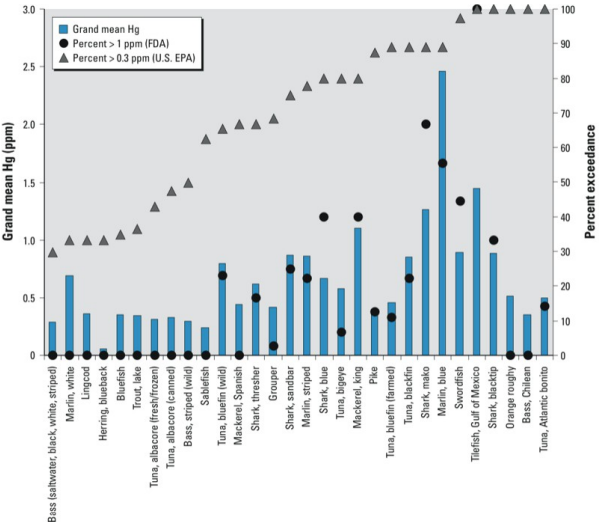 Grand mean Hg
Percent > 1 ppm (FDA)
Percent > 0.3 ppm (U.S. EPA)
Grand mean Hg (ppm)
3.0
2.5
2.0
1.5
1.0
0.5
0
100
90
80
70
60
50
40
30
20
10
0
Percent exceedance
Bass (saltwater, black, white, striped)
Marlin, white
Lingcod
Herring, blueback
Bluefish
Trout, lake
Tuna, albacore (fresh/frozen)
Tuna, albacore (canned)
Bass, striped (wild)
Sablefish
Tuna, bluefin (wild)
Mackerel, Spanish
Shark, thresher
Grouper
Shark, sandbar
Marlin, striped
Shark, blue
Tuna, bigeye
Mackerel, king
Pike
Tuna, bluefin (farmed)
Tuna, blackfin
Shark, mako
Marlin, blue
Swordfish
Tilefish, Gulf of Mexico
Shark, blacktip
Orange roughy
Bass, Chilean
Tuna, Atlantic bonito